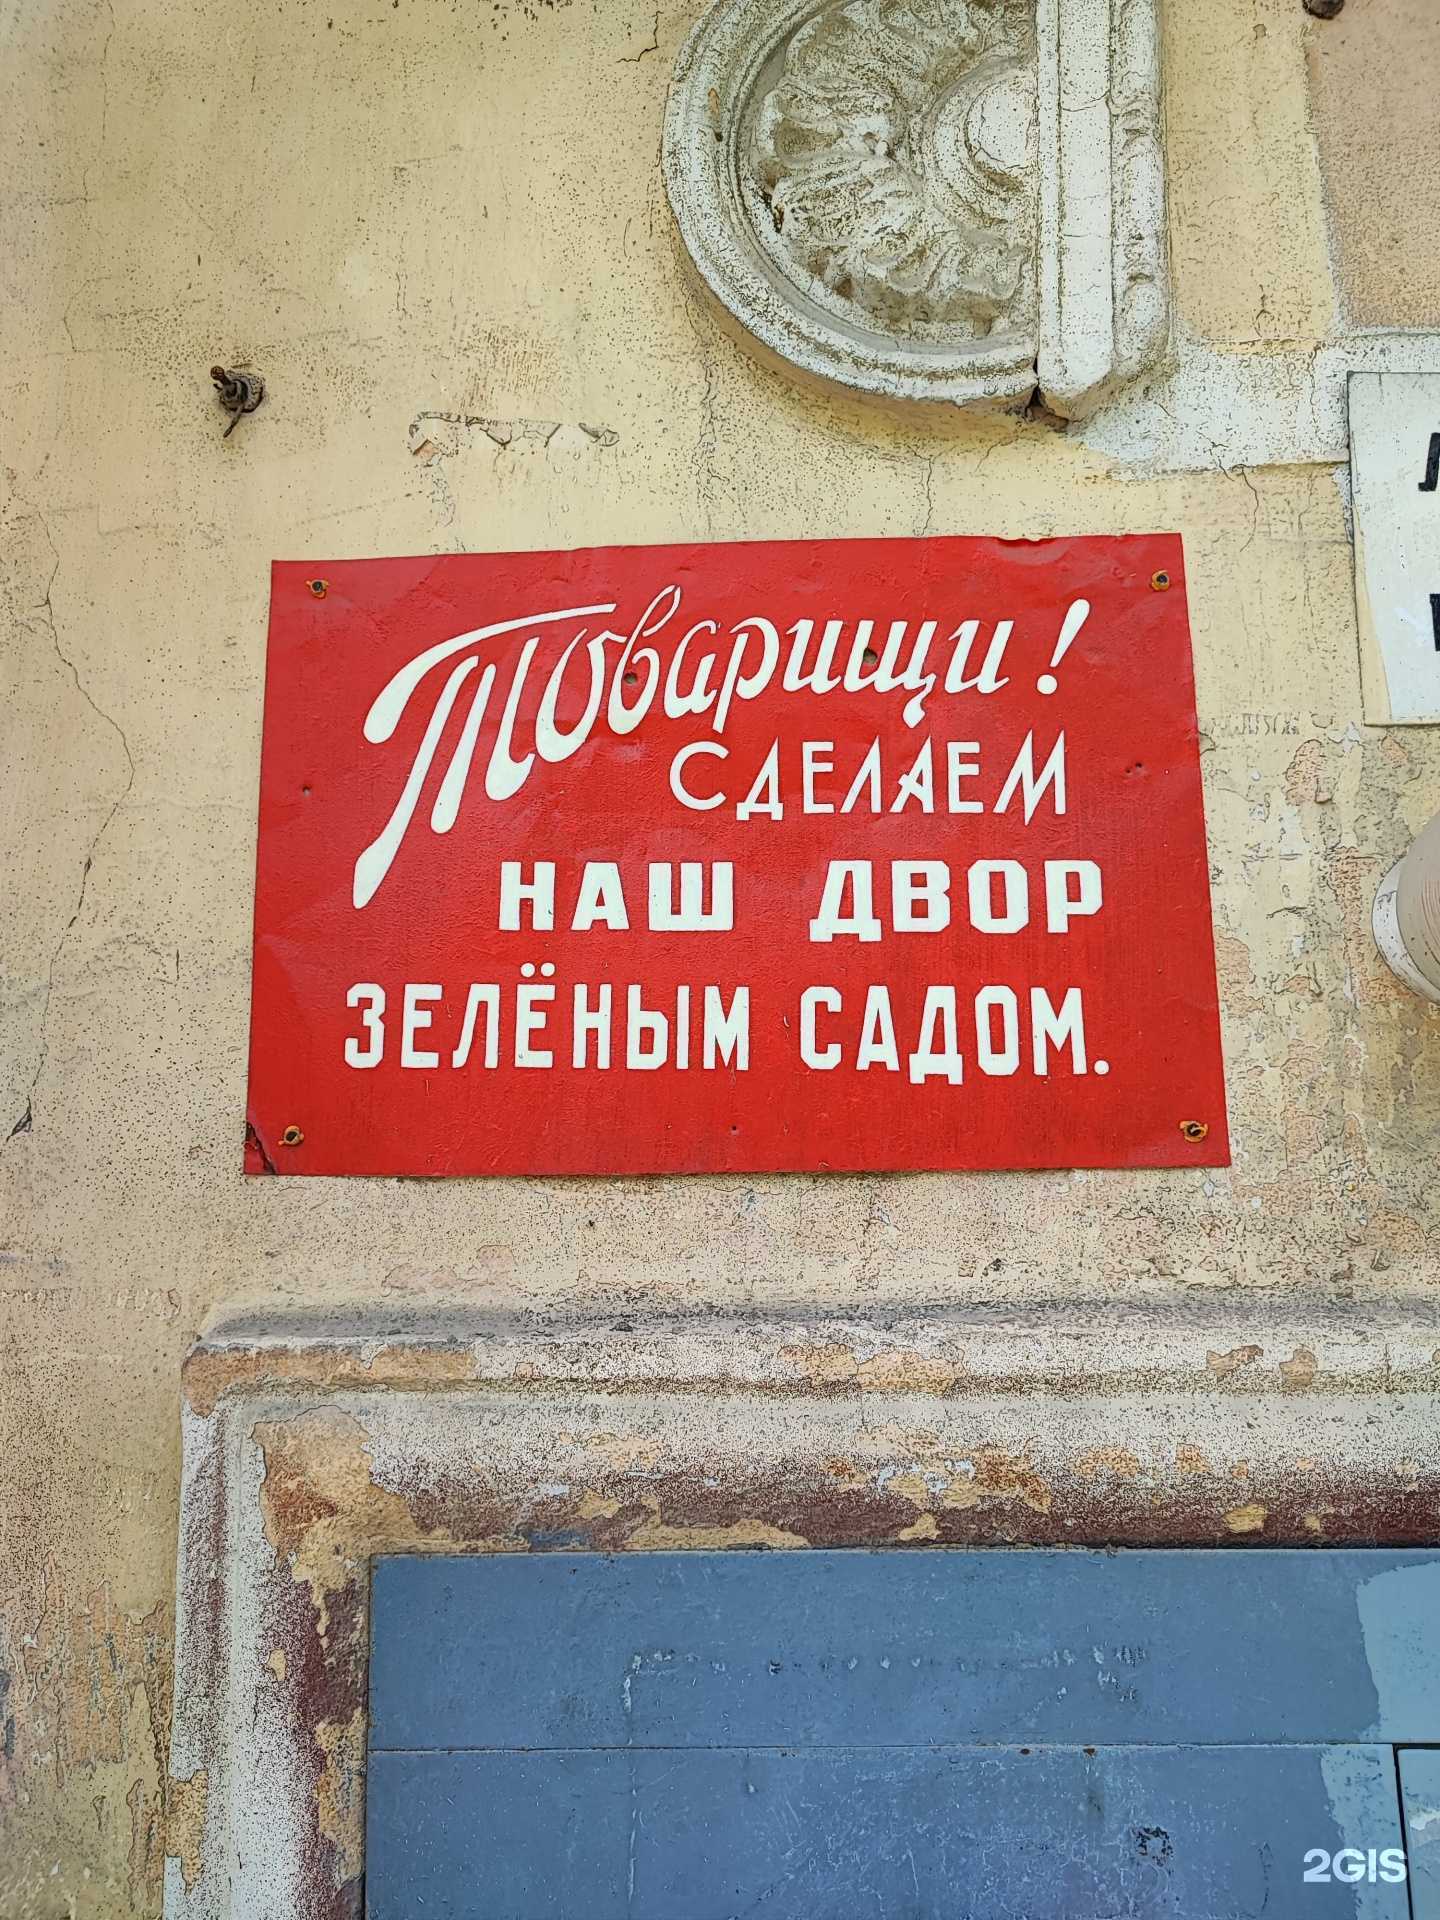 Товарищи!
СДЕЛАЕМ
НАШ ДВОР
ЗЕЛЁНЫМ САДОМ.
2GIS